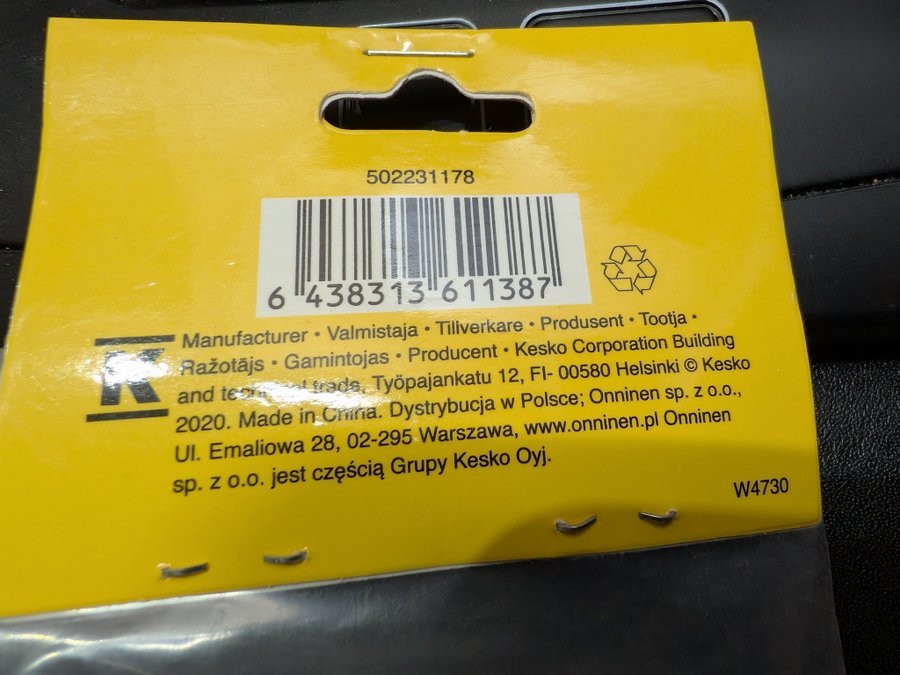 502231178
6 438313 611387
K
Manufacturer • Valmistaja • Tillverkare • Produsent • Tootja •
Ražotājs • Gamintojas • Producent • Kesko Corporation Building
and technical trade, Työpajankatu 12, FI- 00580 Helsinki © Kesko
2020. Made in China. Dystrybucja w Polsce; Onninen sp. z o.o.,
Ul. Emaliowa 28, 02-295 Warszawa, www.onninen.pl Onninen
sp. z o.o. jest częścią Grupy Kesko Oyj.
W4730